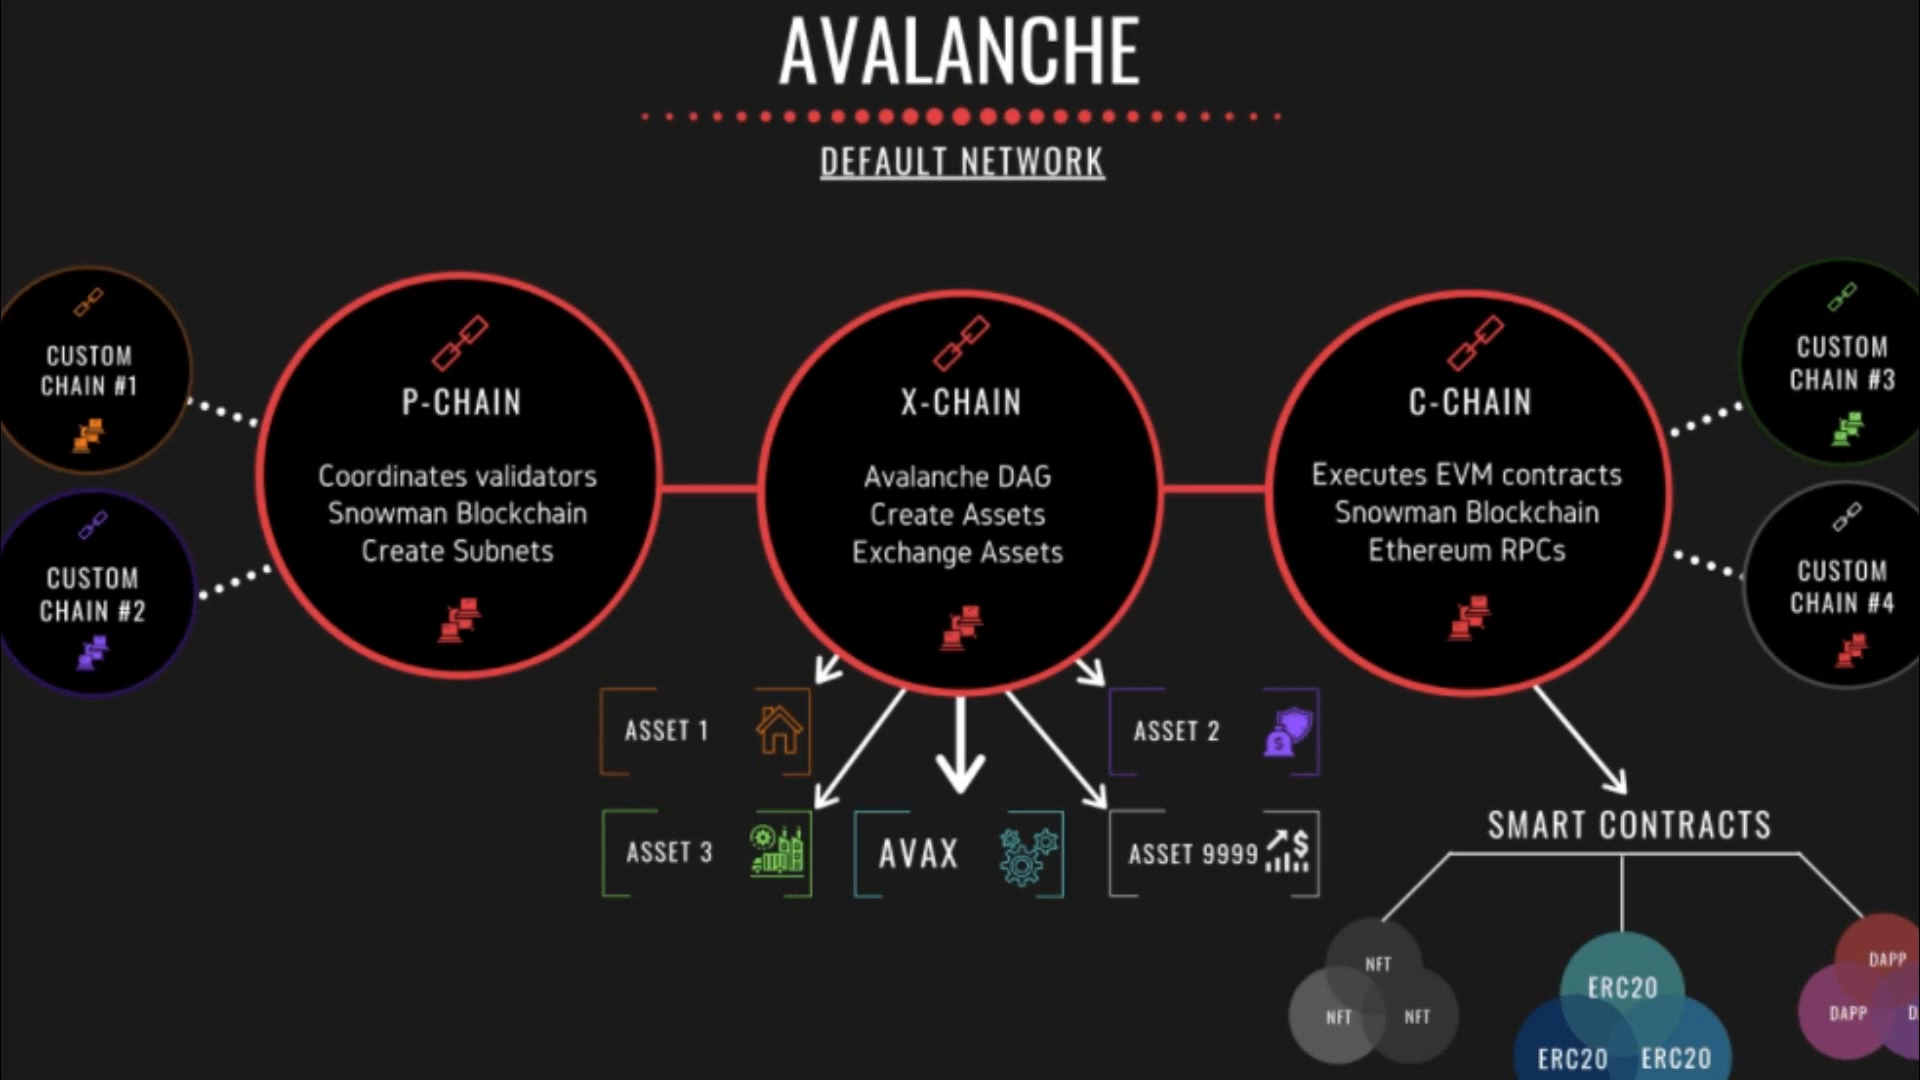 AVALANCHE
DEFAULT NETWORK
CUSTOM
CHAIN #1
CUSTOM
CHAIN #2
P-CHAIN
Coordinates validators
Snowman Blockchain
Create Subnets
X-CHAIN
Avalanche DAG
Create Assets
Exchange Assets
C-CHAIN
Executes EVM contracts
Snowman Blockchain
Ethereum RPCs
CUSTOM
CHAIN #3
CUSTOM
CHAIN #4
ASSET 1
ASSET 2
ASSET 3
AVAX
ASSET 9999
SMART CONTRACTS
NFT
NFT
NFT
ERC20
ERC20
ERC20
DAPP
DAPP